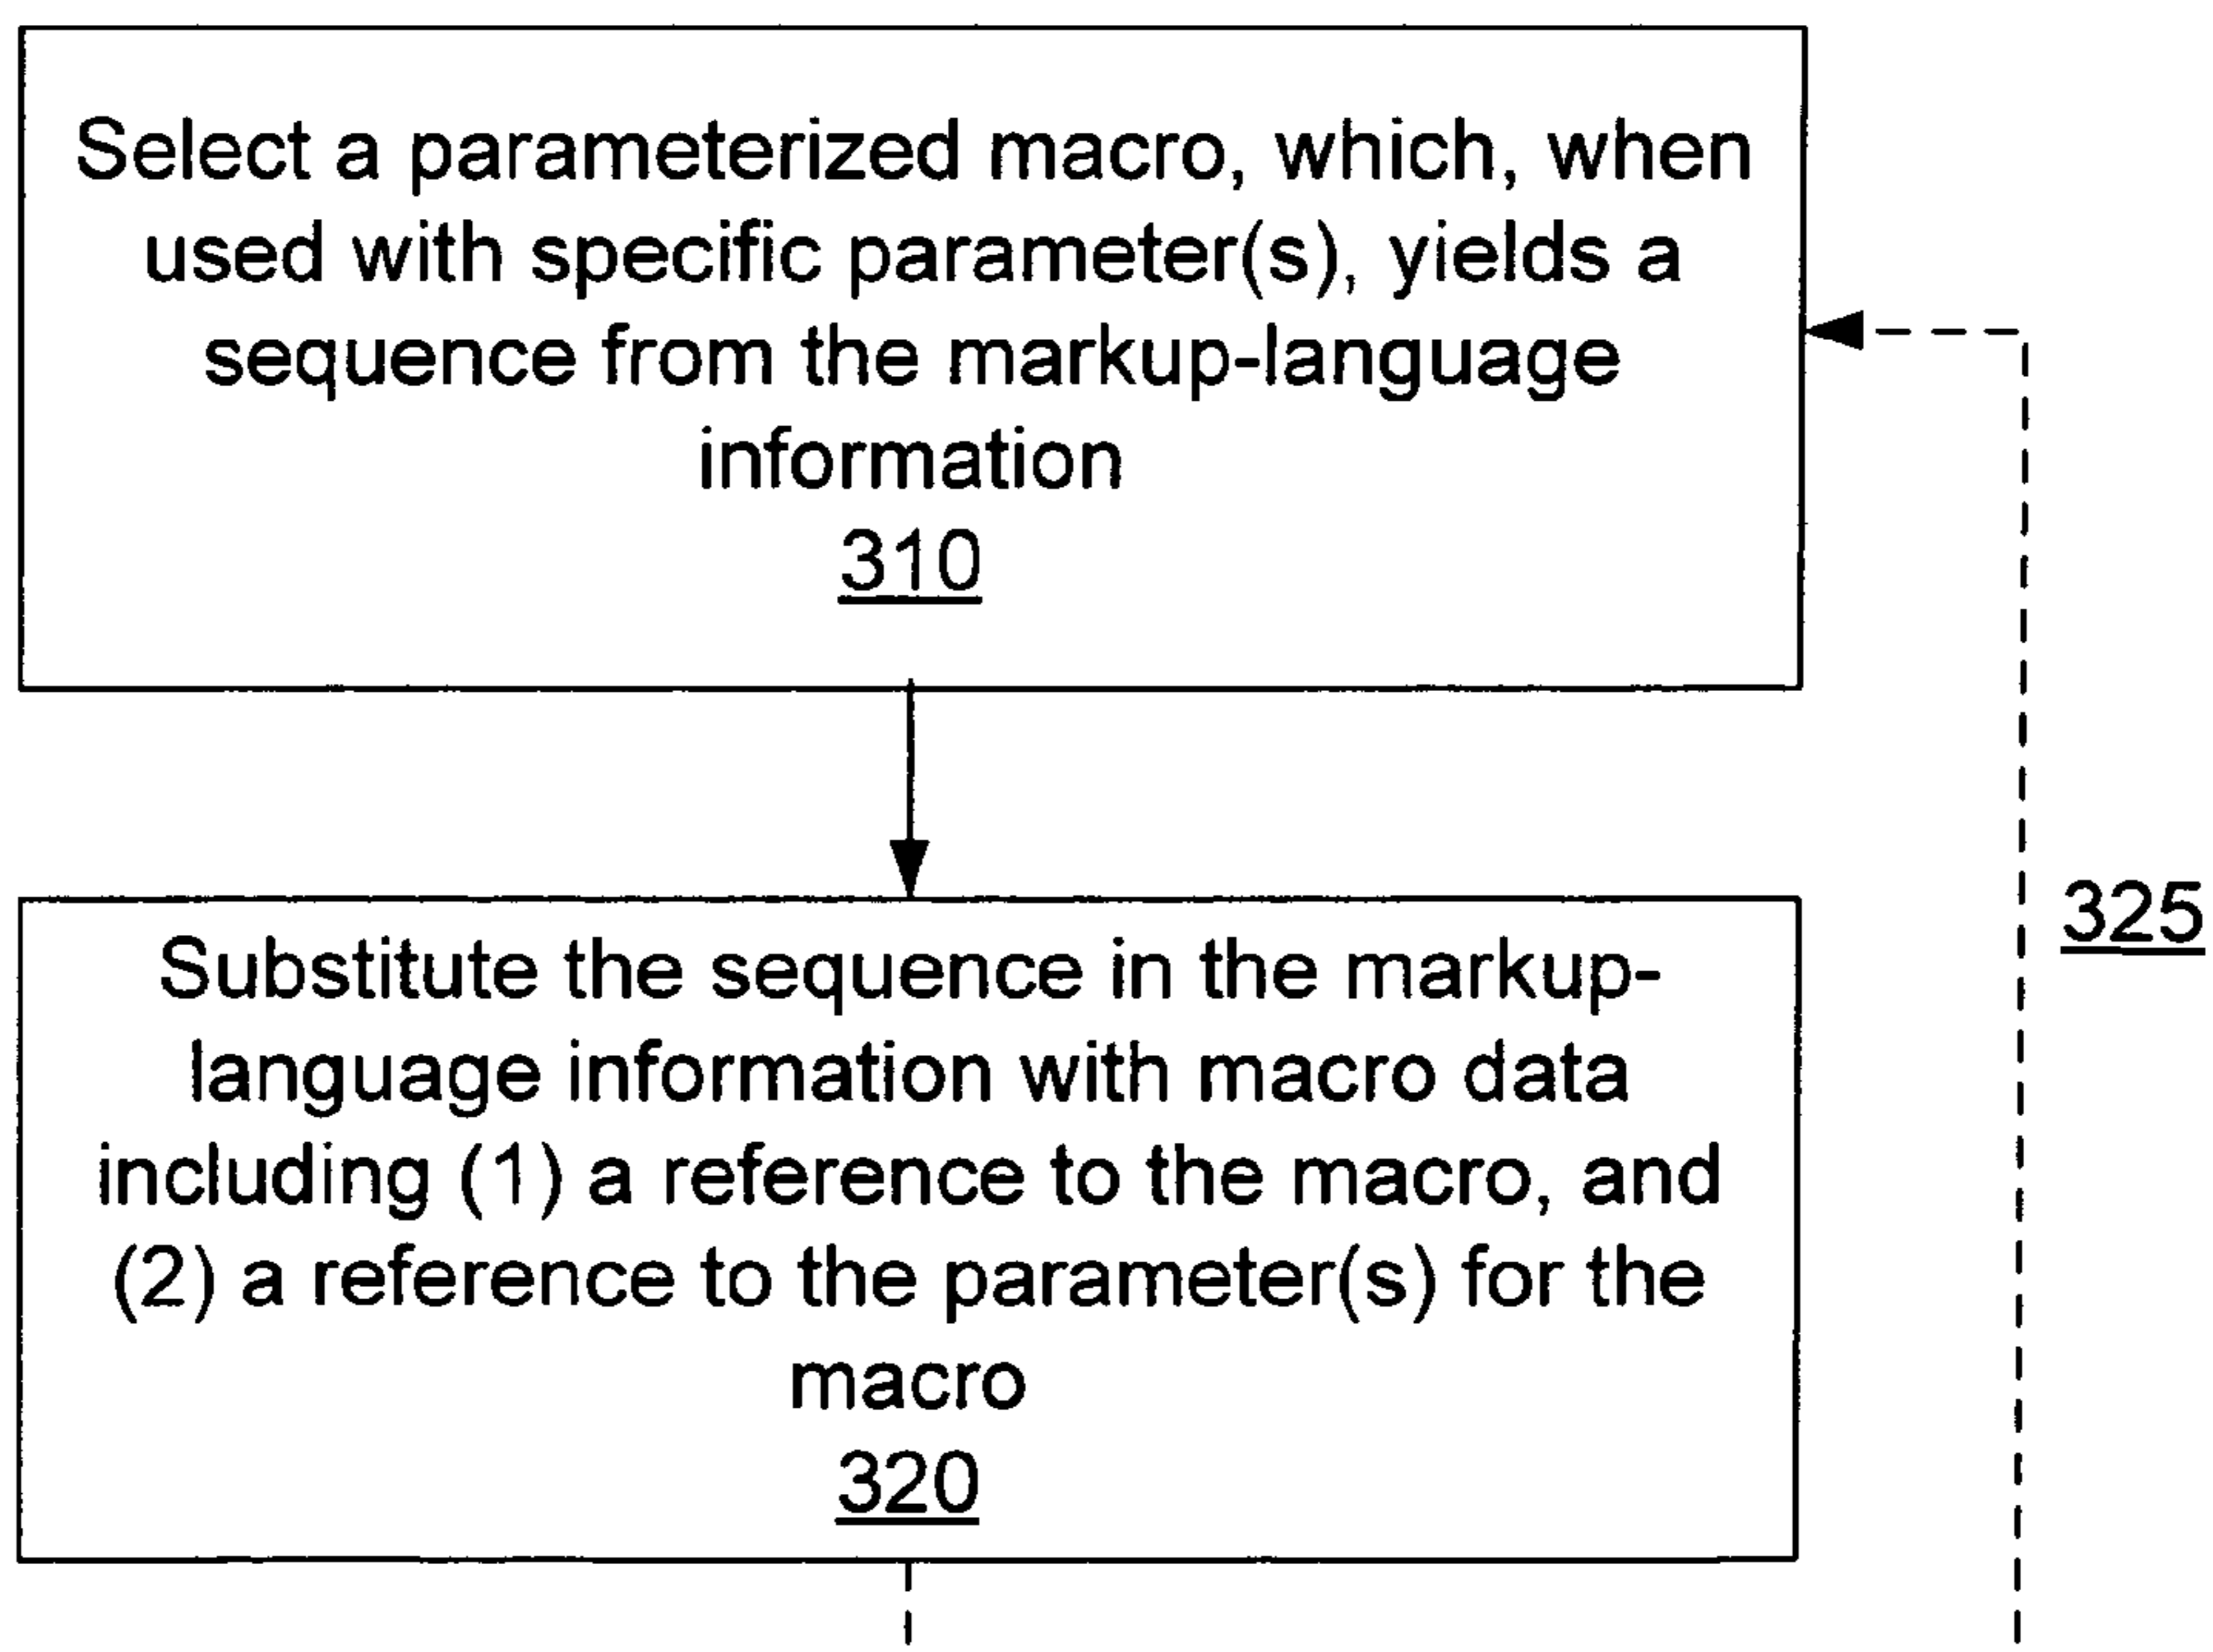 Select a parameterized macro, which, when
used with specific parameter(s), yields a
sequence from the markup-language
information
310
325
Substitute the sequence in the markup-
language information with macro data
including (1) a reference to the macro, and
(2) a reference to the parameter(s) for the
macro
320